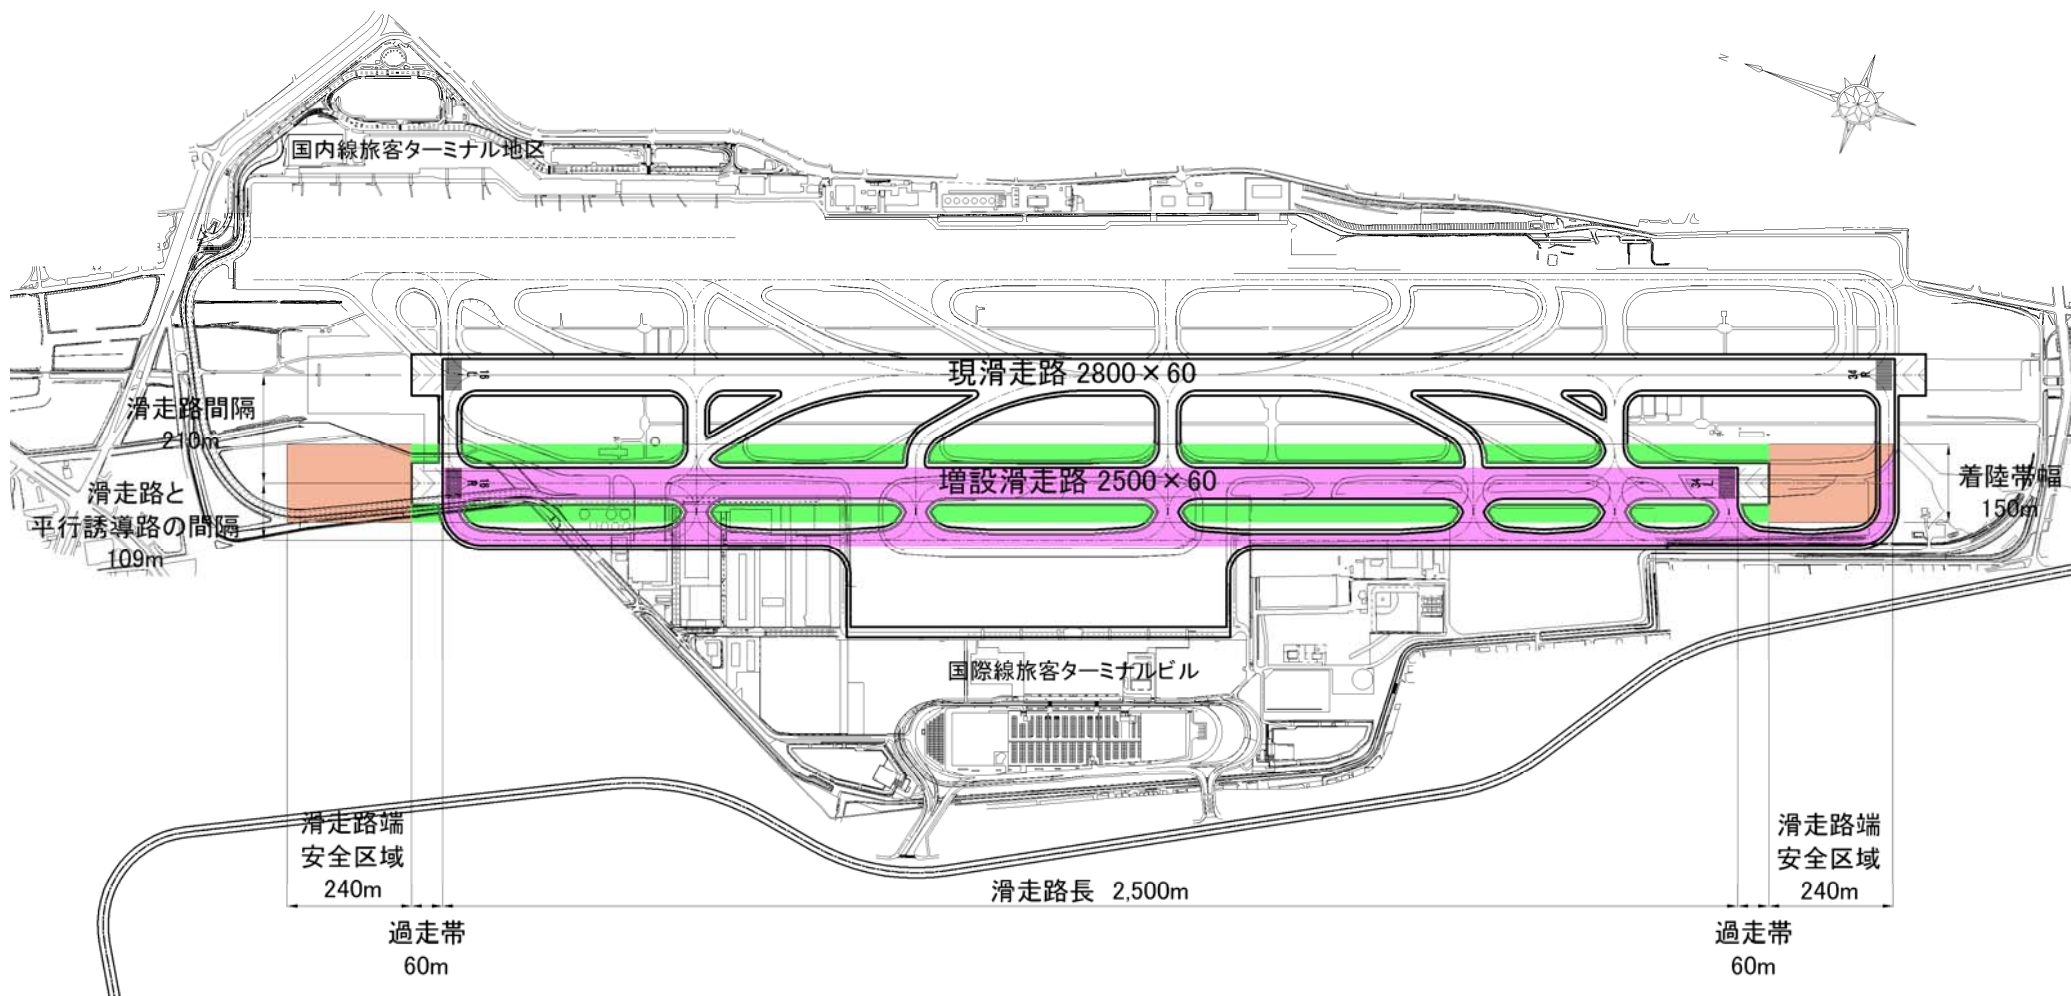 N
国内線旅客ターミナル地区
現滑走路 2800×60
16
L
34
R
滑走路間隔
210m
増設滑走路 2500×60
16
R
34
L
滑走路と
平行誘導路の間隔
109m
着陸帯幅
150m
国際線旅客ターミナルビル
滑走路端
安全区域
240m
滑走路長 2,500m
滑走路端
安全区域
240m
過走帯
60m
過走帯
60m